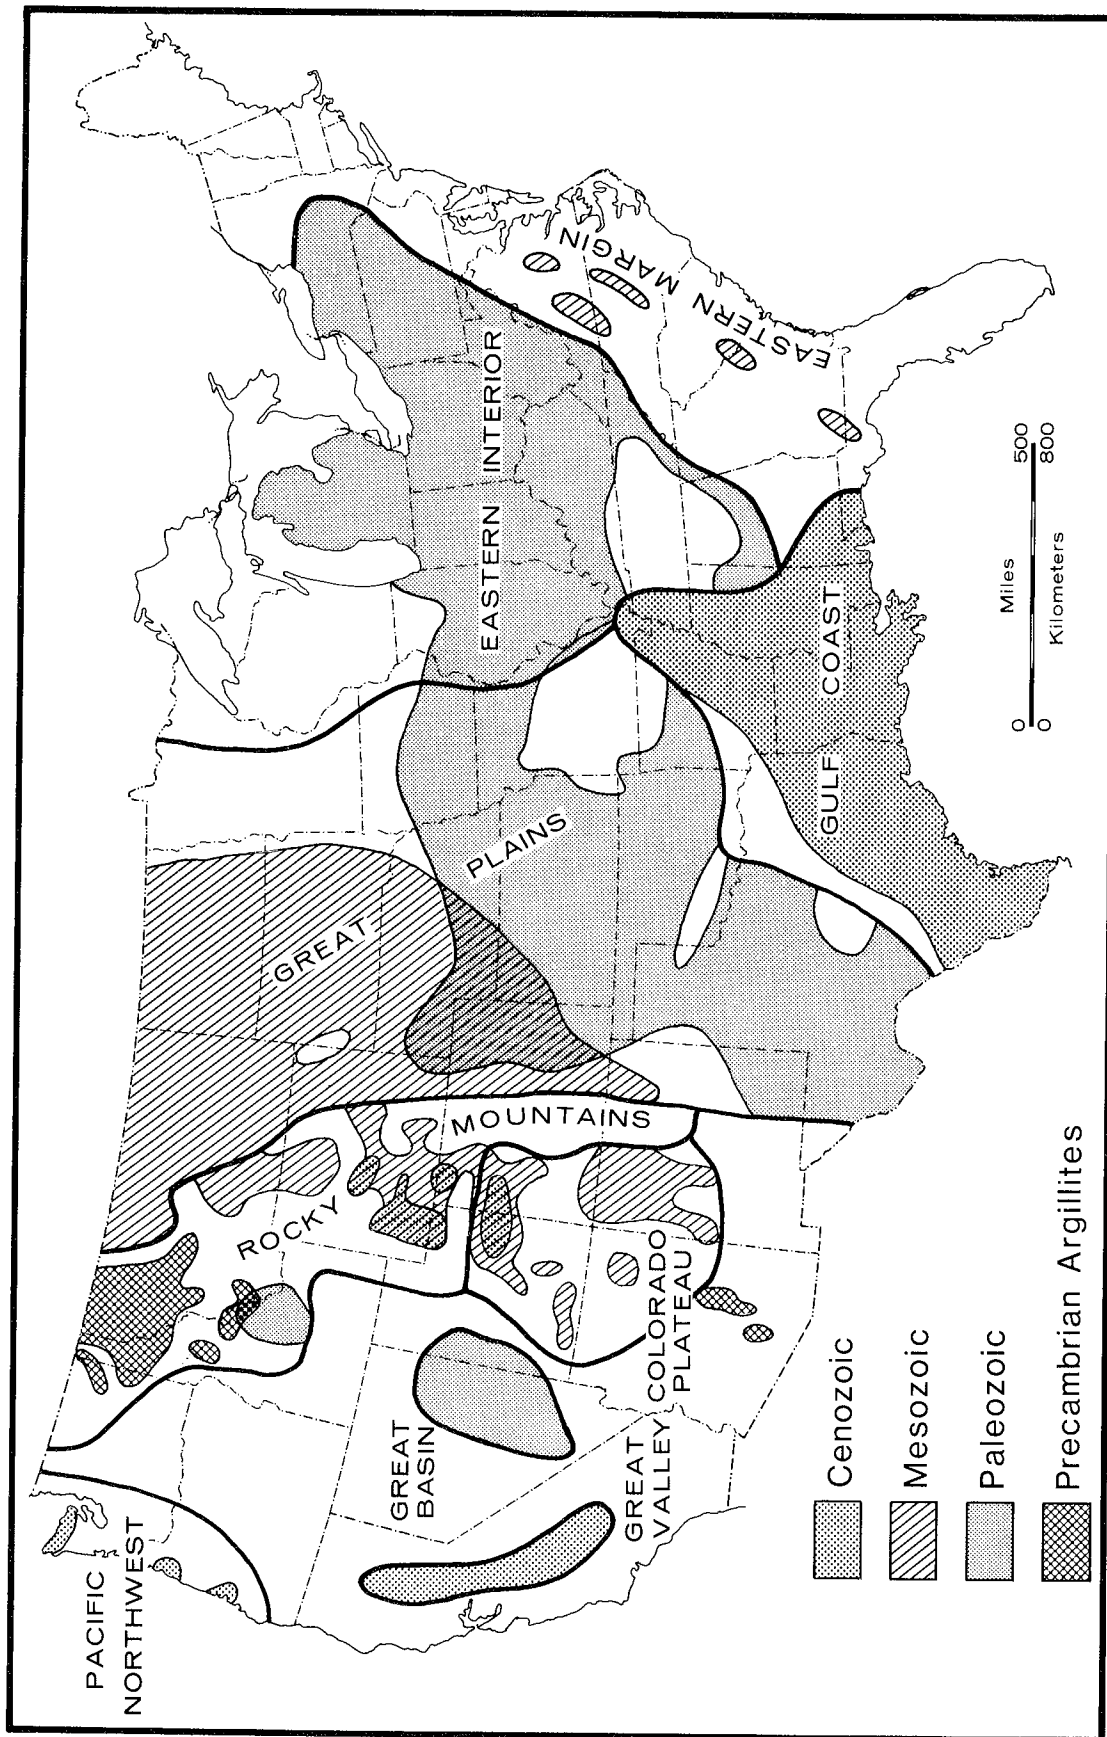 PACIFIC
NORTHWEST
ROCKY
MOUNTAINS
GREAT
PLAINS
EASTERN INTERIOR
EASTERN MARGIN
GREAT
BASIN
COLORADO
PLATEAU
GREAT
VALLEY
GULF COAST
Cenozoic
Mesozoic
Paleozoic
Precambrian Argillites
0 Miles 500
0 Kilometers 800